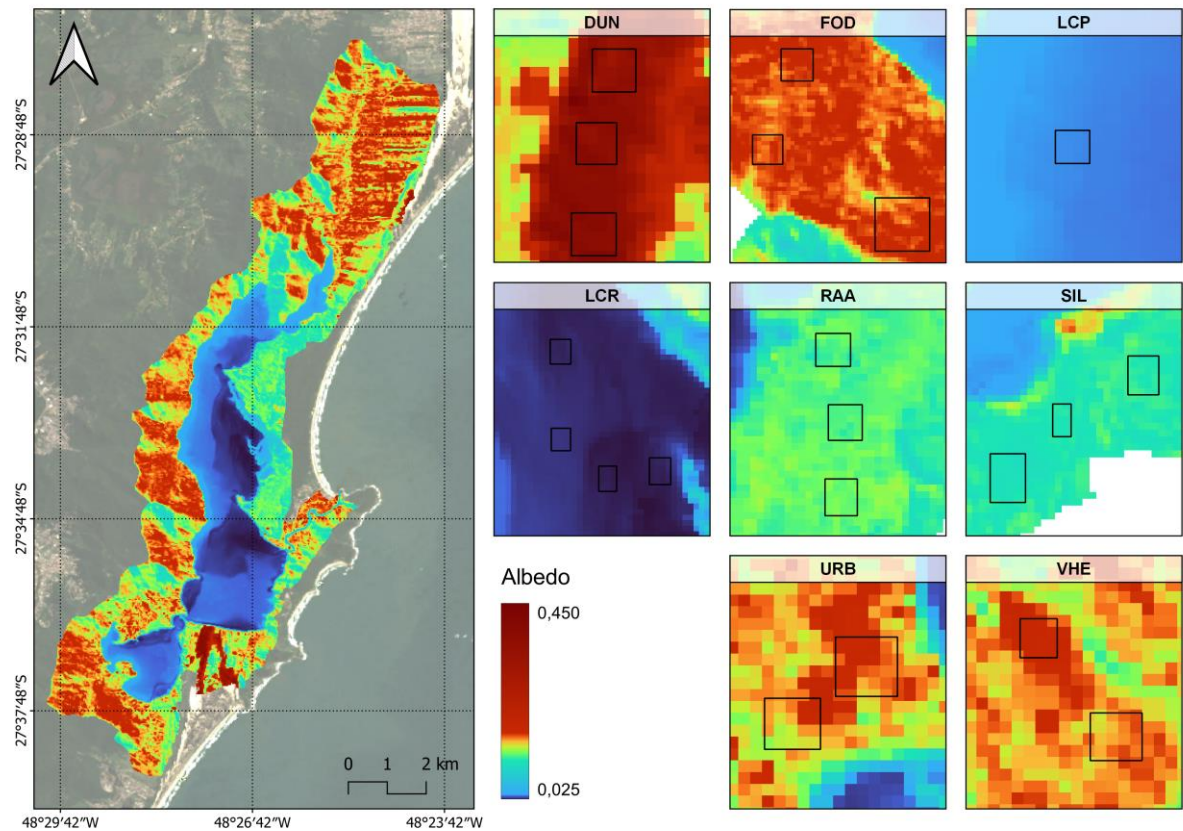 DUN
FOD
LCP
LCR
RAA
SIL
URB
VHE
Albedo
0,450
0,025
27°28'48"S
27°31'48"S
27°34'48"S
27°37'48"S
0 1 2 km
48°29'42"W 48°26'42"W 48°23'42"W